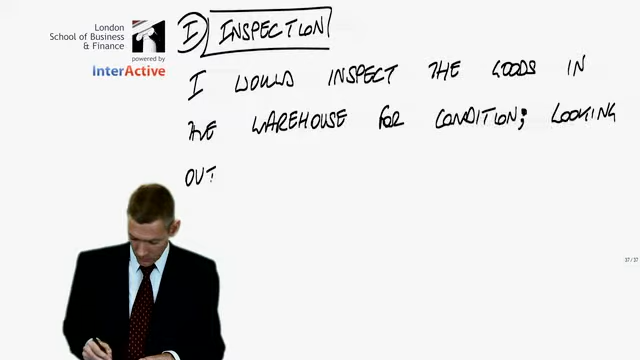 London
School of Business
& Finance
powered by
InterActive
I INSPECTION
I WOULD INSPECT THE GOODS IN
THE WAREHOUSE FOR CONDITION; LOOKING
OUT
37/37